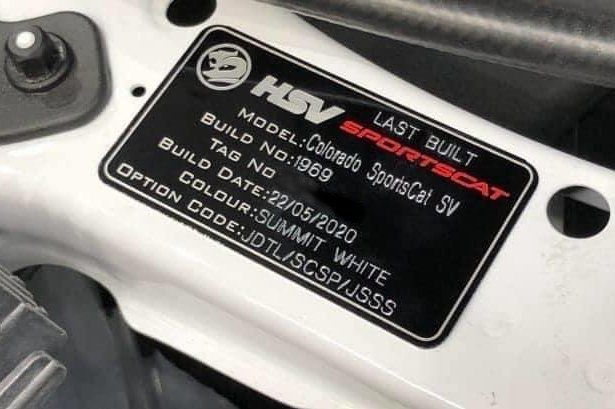 HSV LAST BUILT
SPORTSCAT
MODEL: Colorado SportsCat SV
BUILD NO: 1969
TAG NO
BUILD DATE: 22/05/2020
COLOUR: SUMMIT WHITE
OPTION CODE: JDTL/SCSP/JSSS